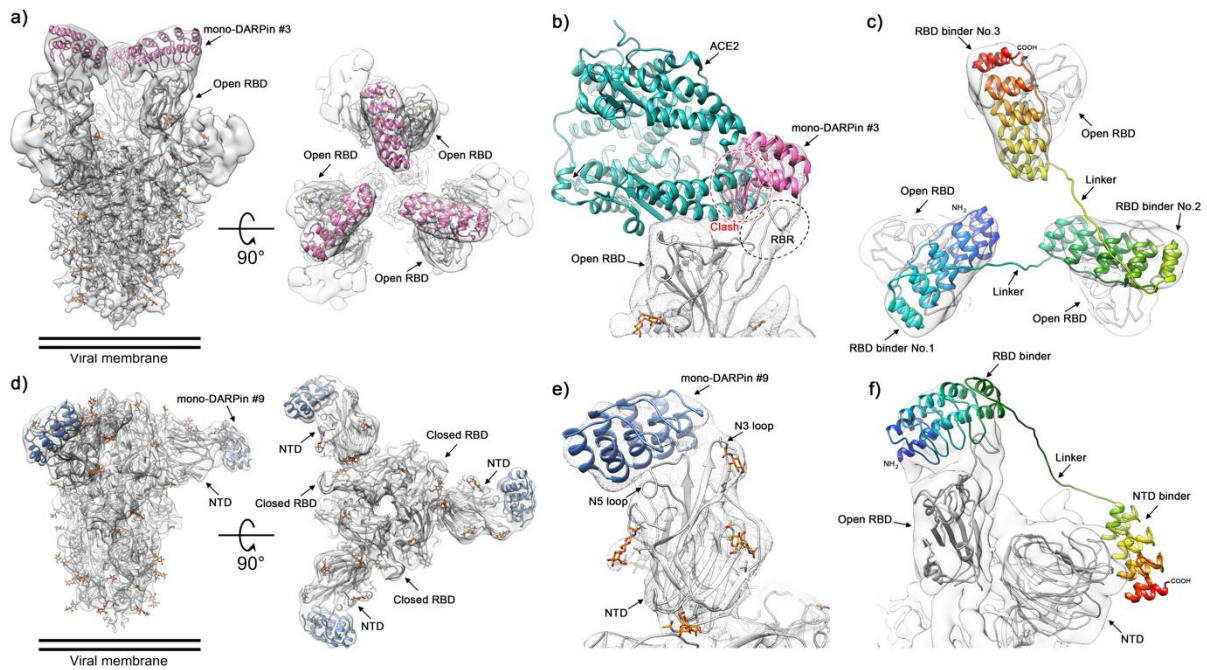 a)
mono-DARPin #3
Open RBD
Open RBD
Open RBD
Open RBD
90°
Viral membrane
b)
ACE2
mono-DARPin #3
Clash
RBR
Open RBD
c)
RBD binder No.3
COOH
Open RBD
Linker
Open RBD
NH2
RBD binder No.2
Linker
Open RBD
RBD binder No.1
d)
mono-DARPin #9
NTD
90°
Viral membrane
NTD
Closed RBD
NTD
Closed RBD
Closed RBD
NTD
e)
mono-DARPin #9
N3 loop
N5 loop
NTD
f)
RBD binder
NH2
Linker
Open RBD
NTD binder
COOH
NTD